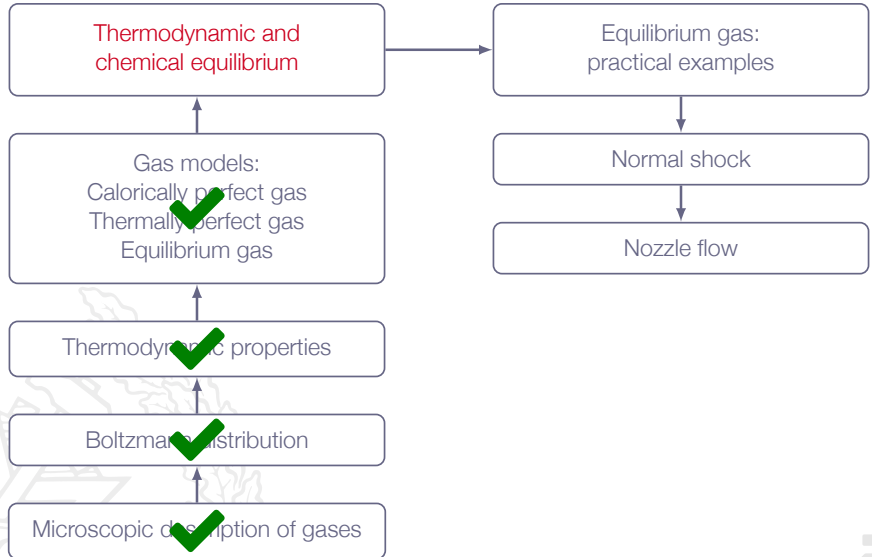 Thermodynamic and
chemical equilibrium
Equilibrium gas:
practical examples
Gas models:
Calorically perfect gas
Thermally perfect gas
Equilibrium gas
Normal shock
Nozzle flow
Thermodynamic properties
Boltzmann distribution
Microscopic description of gases